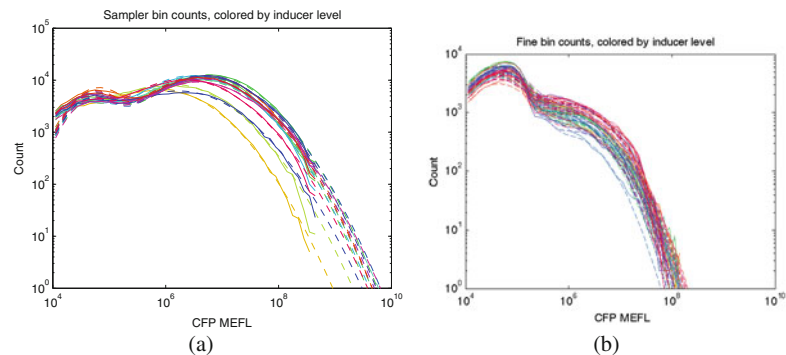 Sampler bin counts, colored by inducer level
10^5
10^4
10^3
10^2
10^1
10^0
Count
10^4
10^6
10^8
10^10
CFP MEFL
(a)
Fine bin counts, colored by inducer level
10^4
10^3
10^2
10^1
10^0
Count
10^4
10^6
10^8
10^10
CFP MEFL
(b)